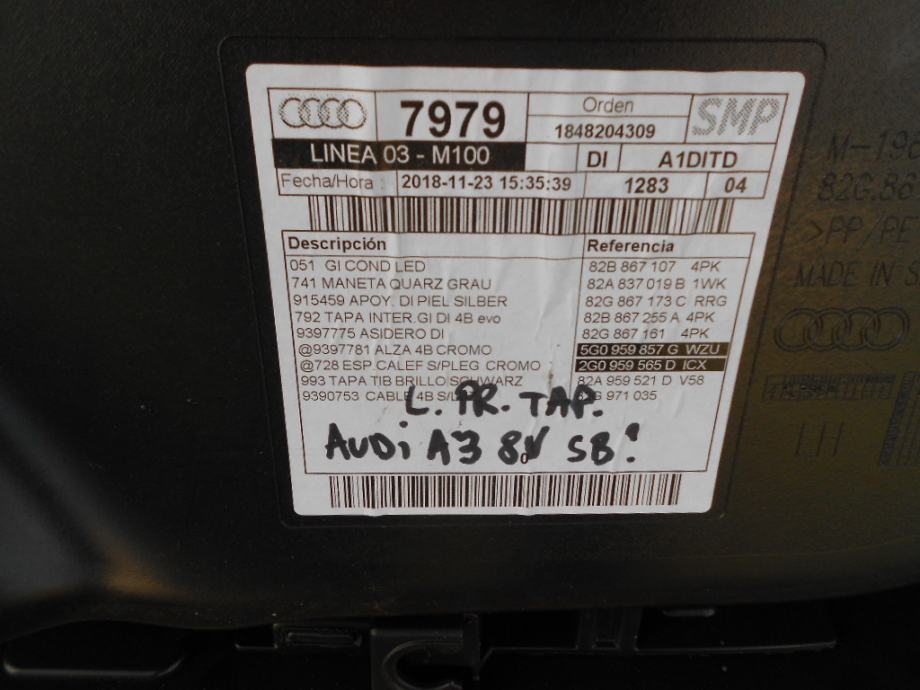 7979
Orden
1848204309
SMP
LINEA 03 - M100
DI
A1DITD
Fecha/Hora :
2018-11-23 15:35:39
1283
04
Descripción Referencia
051 GI COND LED 82B 867 107 4PK
741 MANETA QUARZ GRAU 82A 837 019 B 1WK
915459 APOY. DI PIEL SILBER 82G 867 173 C RRG
792 TAPA INTER.GI DI 4B evo 82B 867 255 A 4PK
9397775 ASIDERO DI 82G 867 161 4PK
@9397781 ALZA 4B CROMO 5G0 959 857 G WZU
@728 ESP.CALEF S/PLEG CROMO 2G0 959 565 D ICX
993 TAPA TIB BRILLO SCHWARZ 82A 959 521 D V58
9390753 CABLE 4B 971 035
L. PR. TAP.
AUDi A3 8V SB!
0
>PP/PE
MADE IN
LH